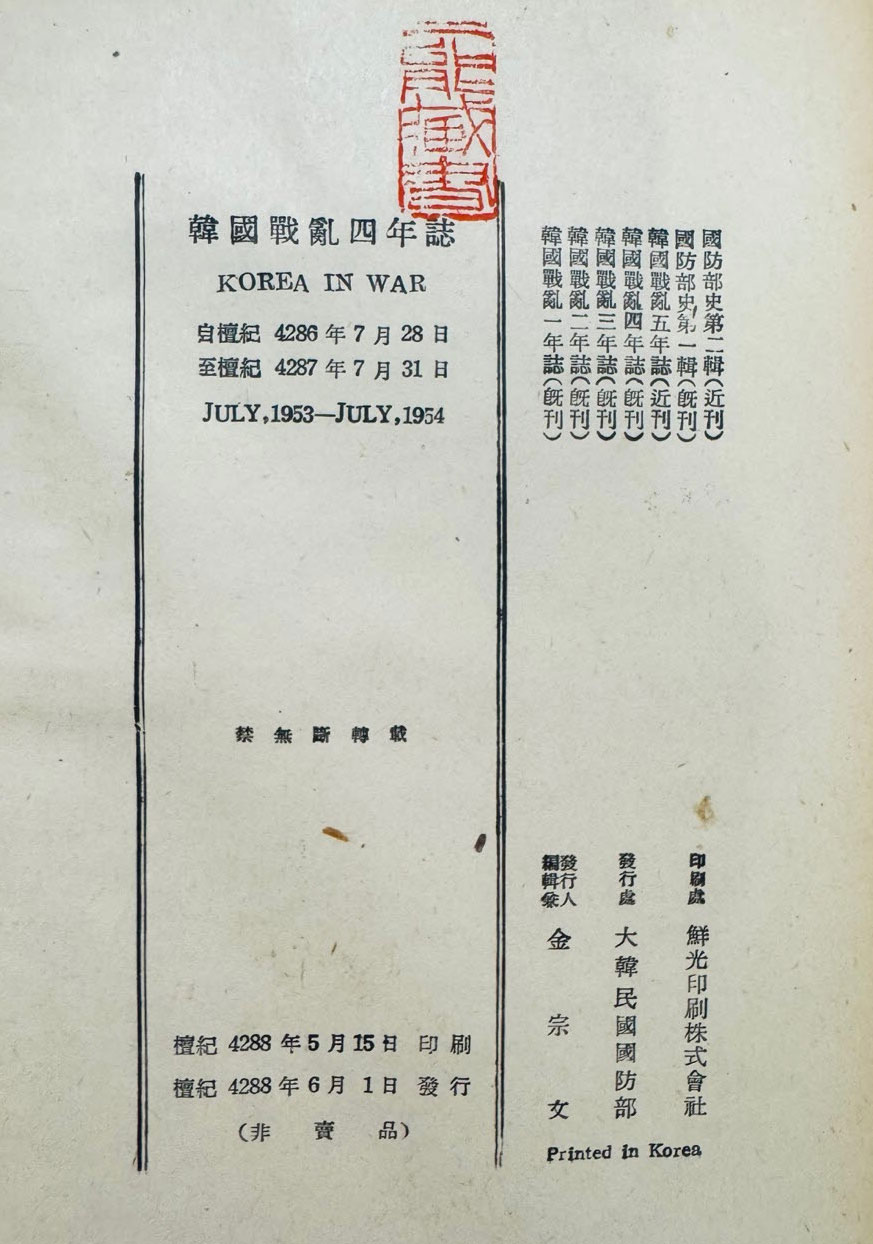 藏書
韓國戰亂四年誌
KOREA IN WAR
自檀紀 4286 年 7 月 28 日
至檀紀 4287 年 7 月 31 日
JULY,1953—JULY,1954
禁無斷轉載
檀紀 4288 年 5 月 15 日 印刷
檀紀 4288 年 6 月 1 日 發行
(非賣品)
韓國戰亂一年誌(旣刊)
韓國戰亂二年誌(旣刊)
韓國戰亂三年誌(旣刊)
韓國戰亂四年誌(旣刊)
韓國戰亂五年誌(近刊)
國防部史第一輯(旣刊)
國防部史第二輯(近刊)
編輯兼
發行人
金宗女
發行處 大韓民國國防部
印刷處 鮮光印刷株式會社
Printed in Korea